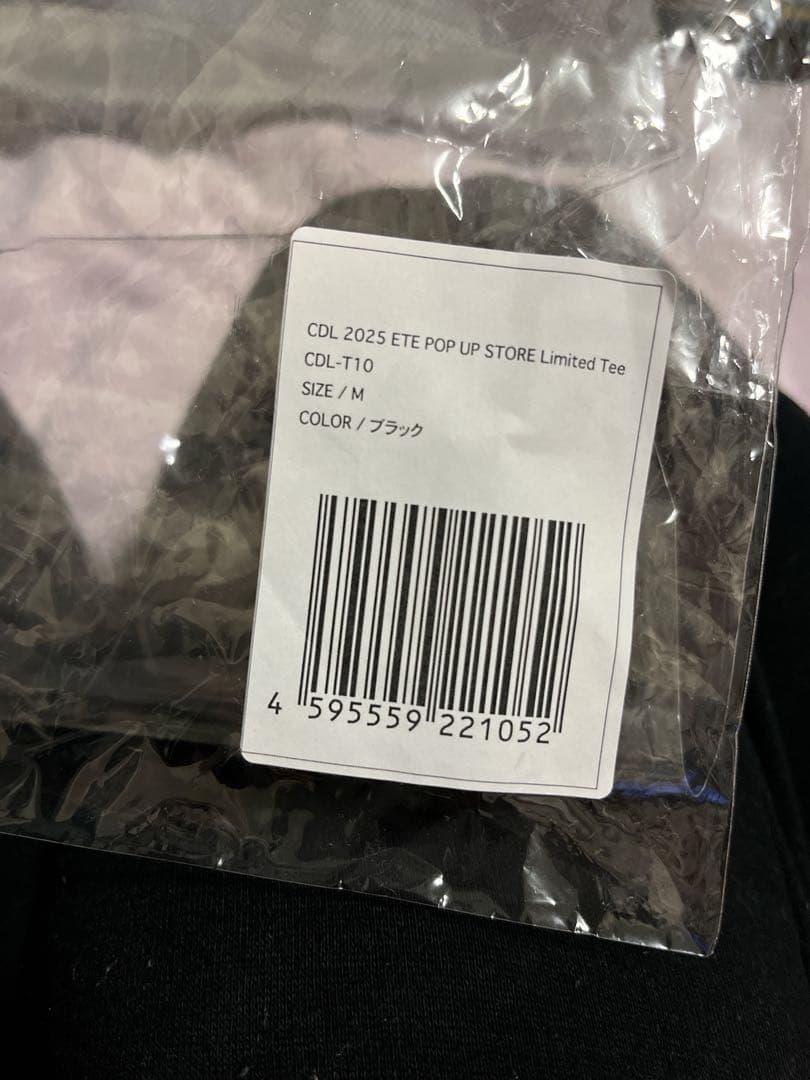 CDL 2025 ETE POP UP STORE Limited Tee
CDL-T10
SIZE / M
COLOR / ブラック
4 595559 221052